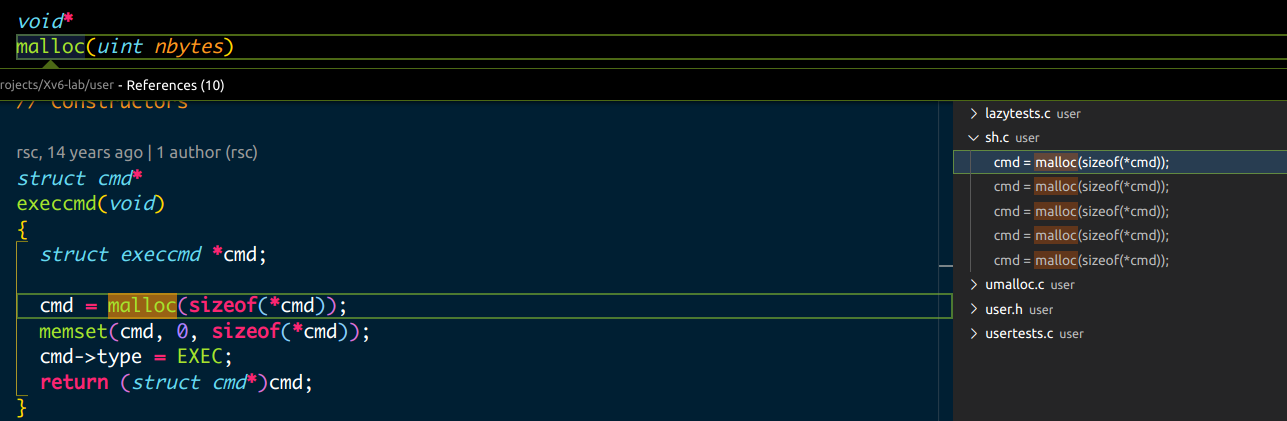 void*
malloc(uint nbytes)
rojects/Xv6-lab/user - References (10)
// Constructors
rsc, 14 years ago | 1 author (rsc)
struct cmd*
execcmd(void)
{
struct execcmd *cmd;
cmd = malloc(sizeof(*cmd));
memset(cmd, 0, sizeof(*cmd));
cmd->type = EXEC;
return (struct cmd*)cmd;
}
lazytests.c user
sh.c user
cmd = malloc(sizeof(*cmd));
cmd = malloc(sizeof(*cmd));
cmd = malloc(sizeof(*cmd));
cmd = malloc(sizeof(*cmd));
cmd = malloc(sizeof(*cmd));
umalloc.c user
user.h user
usertests.c user